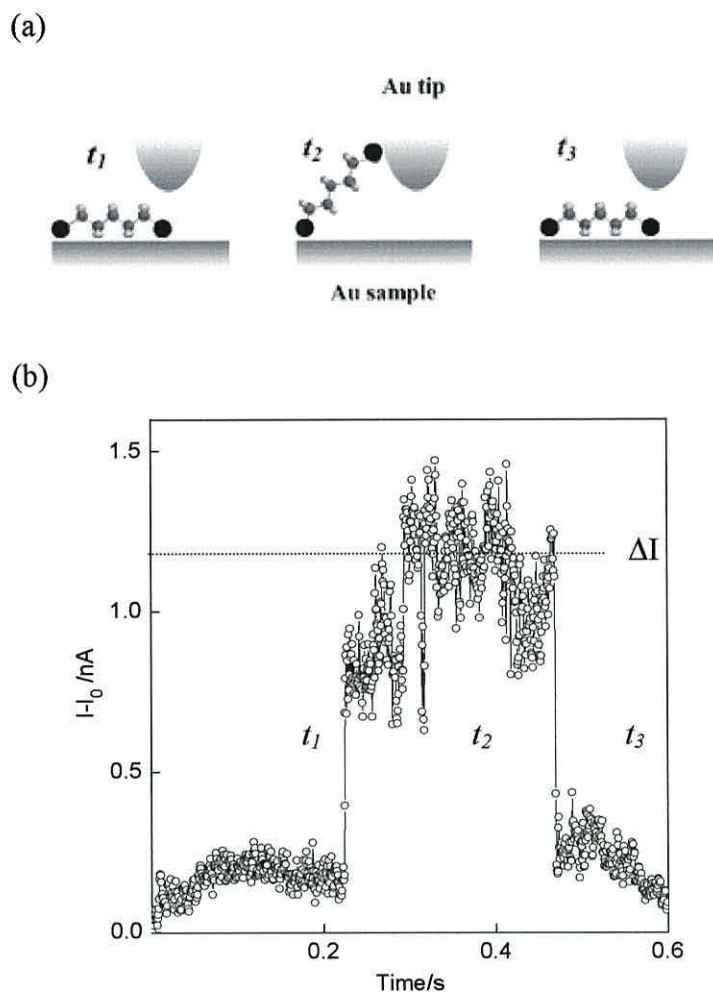 (a)
Au tip
t1
t2
t3
Au sample
(b)
1.5
ΔI
1.0
I-I0 /nA
t1
t2
t3
0.5
0.0
0.2
0.4
0.6
Time/s